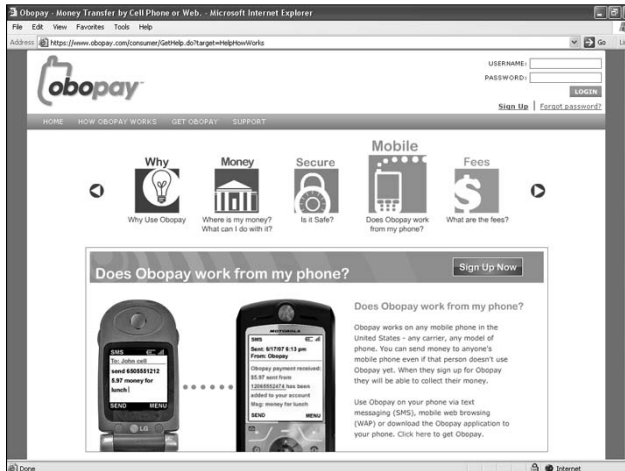 Obopay - Money Transfer by Cell Phone or Web. - Microsoft Internet Explorer
File Edit View Favorites Tools Help
Address https://www.obopay.com/consumer/GetHelp.do?target=HelpHowWorks Go
obopay
USERNAME:
PASSWORD:
LOGIN
Sign Up | Forgot password?
HOME HOW OBOPAY WORKS GET OBOPAY SUPPORT
Why
Why Use Obopay
Money
Where is my money?
What can I do with it?
Secure
Is it Safe?
Mobile
Does Obopay work
from my phone?
Fees
$
What are the fees?
Does Obopay work from my phone?
Sign Up Now
SMS
To: John cell
send 6505551212
5.97 money for
lunch
SEND MENU
LG
MOTOROLA
SMS
Sent: 6/17/07 6:13 pm
From: Obopay
Obopay payment received:
$5.97 sent from
12065552474 has been
added to your account
Msg: money for lunch
SEND MENU
Does Obopay work from my phone?
Obopay works on any mobile phone in the
United States - any carrier, any model of
phone. You can send money to anyone's
mobile phone even if that person doesn't use
Obopay yet. When they sign up for Obopay
they will be able to collect their money.
Use Obopay on your phone via text
messaging (SMS), mobile web browsing
(WAP) or download the Obopay application to
your phone. Click here to get Obopay.
Done Internet